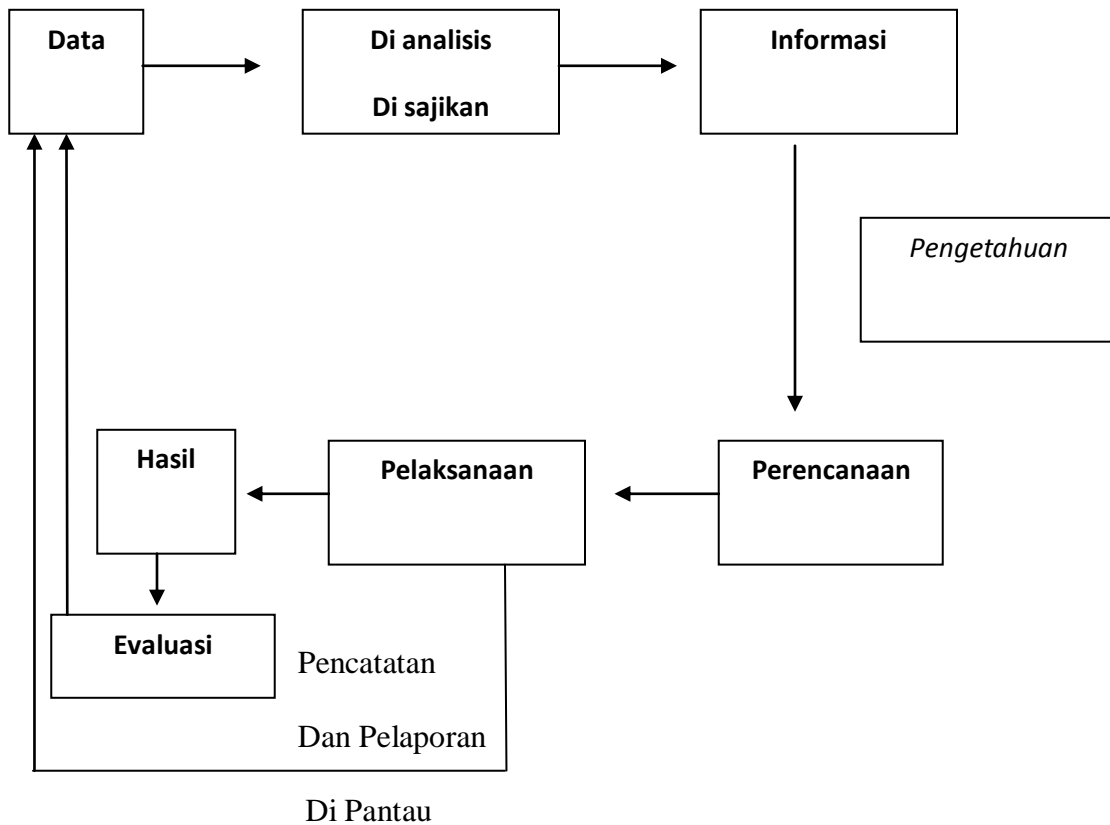 Data
Di analisis
Di sajikan
Informasi
Pengetahuan
Hasil
Pelaksanaan
Perencanaan
Evaluasi
Pencatatan
Dan Pelaporan
Di Pantau